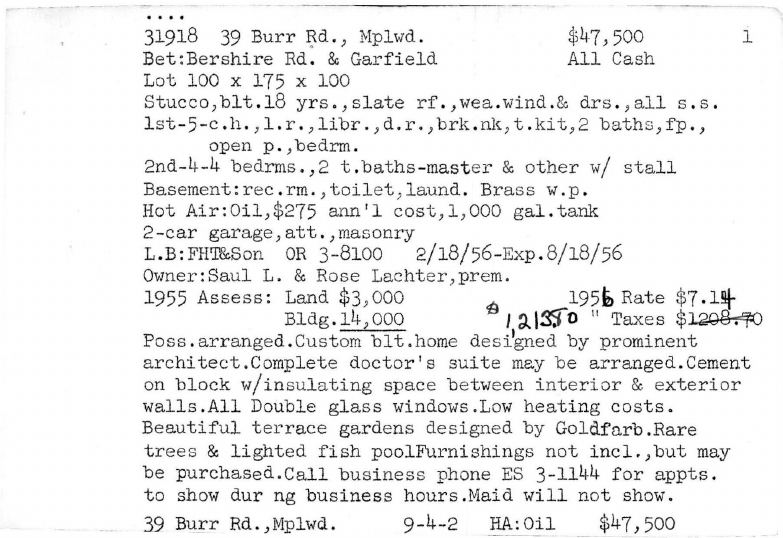 ....
31918 39 Burr Rd., Mplwd. $47,500 1
Bet:Bershire Rd. & Garfield All Cash
Lot 100 x 175 x 100
Stucco,blt.18 yrs.,slate rf.,wea.wind.& drs.,all s.s.
1st-5-c.h.,l.r.,libr.,d.r.,brk.nk,t.kit,2 baths,fp.,
open p.,bedrm.
2nd-4-4 bedrms.,2 t.baths-master & other w/ stall
Basement:rec.rm.,toilet,laund. Brass w.p.
Hot Air:Oil,$275 ann'l cost,1,000 gal.tank
2-car garage,att.,masonry
L.B:FHT&Son OR 3-8100 2/18/56-Exp.8/18/56
Owner:Saul L. & Rose Lachter,prem.
1955 Assess: Land $3,000 1956 Rate $7.14
Bldg.14,000 $1,213.80 " Taxes $1208.70
Poss.arranged.Custom blt.home designed by prominent
architect.Complete doctor's suite may be arranged.Cement
on block w/insulating space between interior & exterior
walls.All Double glass windows.Low heating costs.
Beautiful terrace gardens designed by Goldfarb.Rare
trees & lighted fish poolFurnishings not incl.,but may
be purchased.Call business phone ES 3-1144 for appts.
to show dur ng business hours.Maid will not show.
39 Burr Rd.,Mplwd. 9-4-2 HA:Oil $47,500